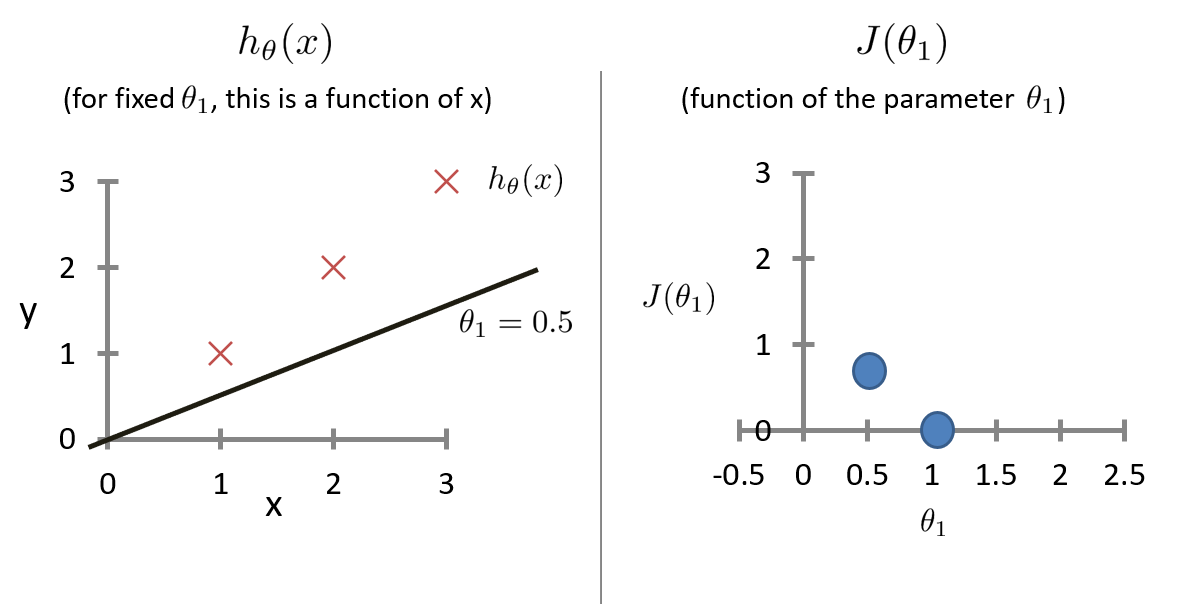 hθ(x)
(for fixed θ₁, this is a function of x)
3
hθ(x)
2
y
θ₁ = 0.5
1
0
0 1 2 3
x
J(θ₁)
(function of the parameter θ₁)
3
2
J(θ₁)
1
0
-0.5 0 0.5 1 1.5 2 2.5
θ₁